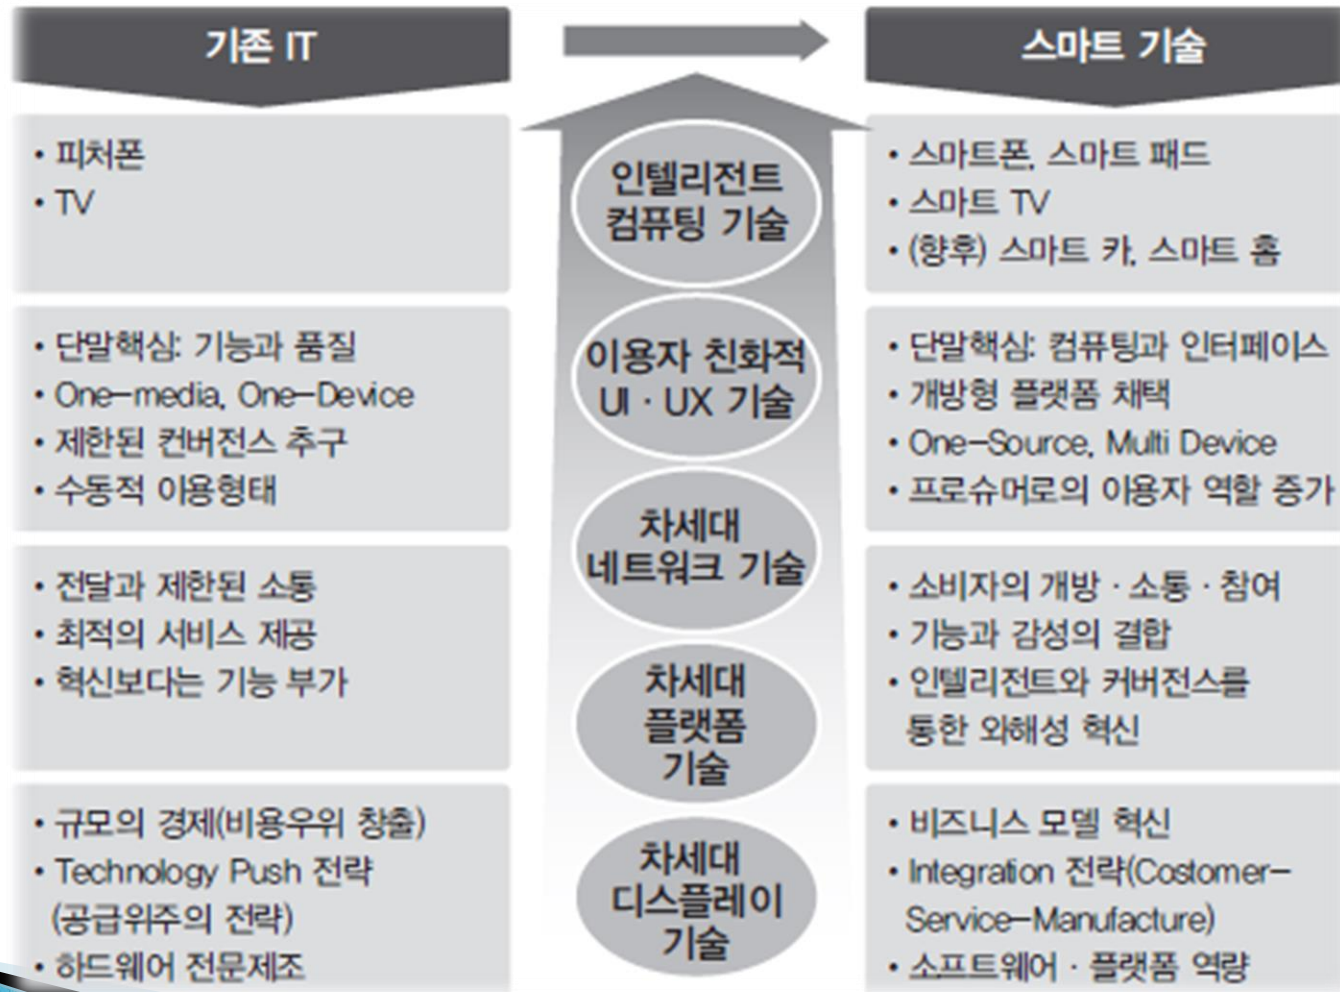 기존 IT
스마트 기술
• 피처폰
• TV
인텔리전트
컴퓨팅 기술
• 스마트폰, 스마트 패드
• 스마트 TV
• (향후) 스마트 카, 스마트 홈
• 단말핵심: 기능과 품질
• One-media, One-Device
• 제한된 컨버전스 추구
• 수동적 이용형태
이용자 친화적
UI · UX 기술
• 단말핵심: 컴퓨팅과 인터페이스
• 개방형 플랫폼 채택
• One-Source, Multi Device
• 프로슈머로의 이용자 역할 증가
차세대
네트워크 기술
• 전달과 제한된 소통
• 최적의 서비스 제공
• 혁신보다는 기능 부가
차세대
플랫폼
기술
• 소비자의 개방 · 소통 · 참여
• 기능과 감성의 결합
• 인텔리전트와 커버전스를
통한 와해성 혁신
• 규모의 경제(비용우위 창출)
• Technology Push 전략
(공급위주의 전략)
• 하드웨어 전문제조
차세대
디스플레이
기술
• 비즈니스 모델 혁신
• Integration 전략(Costomer-
Service-Manufacture)
• 소프트웨어 · 플랫폼 역량